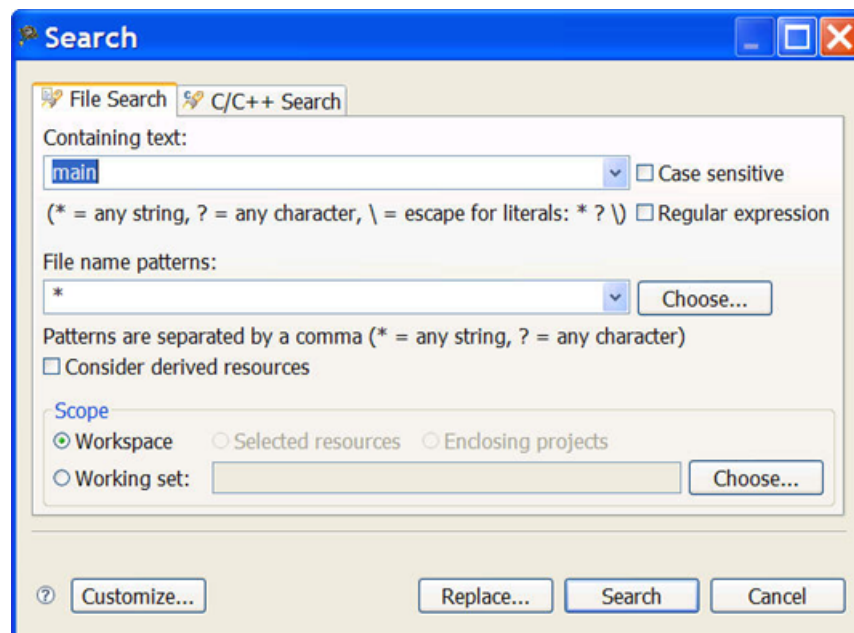 Search
File Search C/C++ Search
Containing text:
main Case sensitive
(* = any string, ? = any character, \ = escape for literals: * ? \) Regular expression
File name patterns:
* Choose...
Patterns are separated by a comma (* = any string, ? = any character)
Consider derived resources
Scope
Workspace Selected resources Enclosing projects
Working set: Choose...
? Customize... Replace... Search Cancel